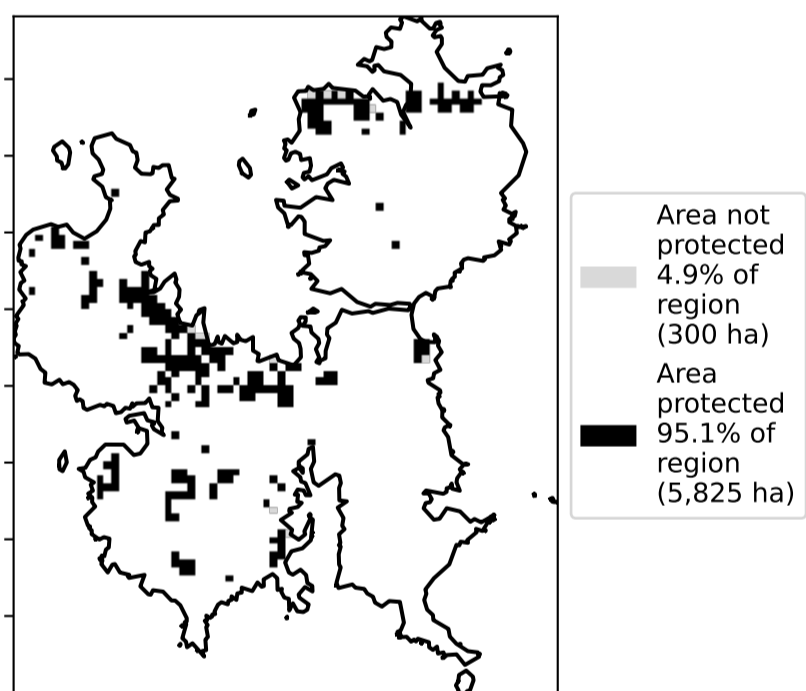 Area not
protected
4.9% of
region
(300 ha)
Area
protected
95.1% of
region
(5,825 ha)